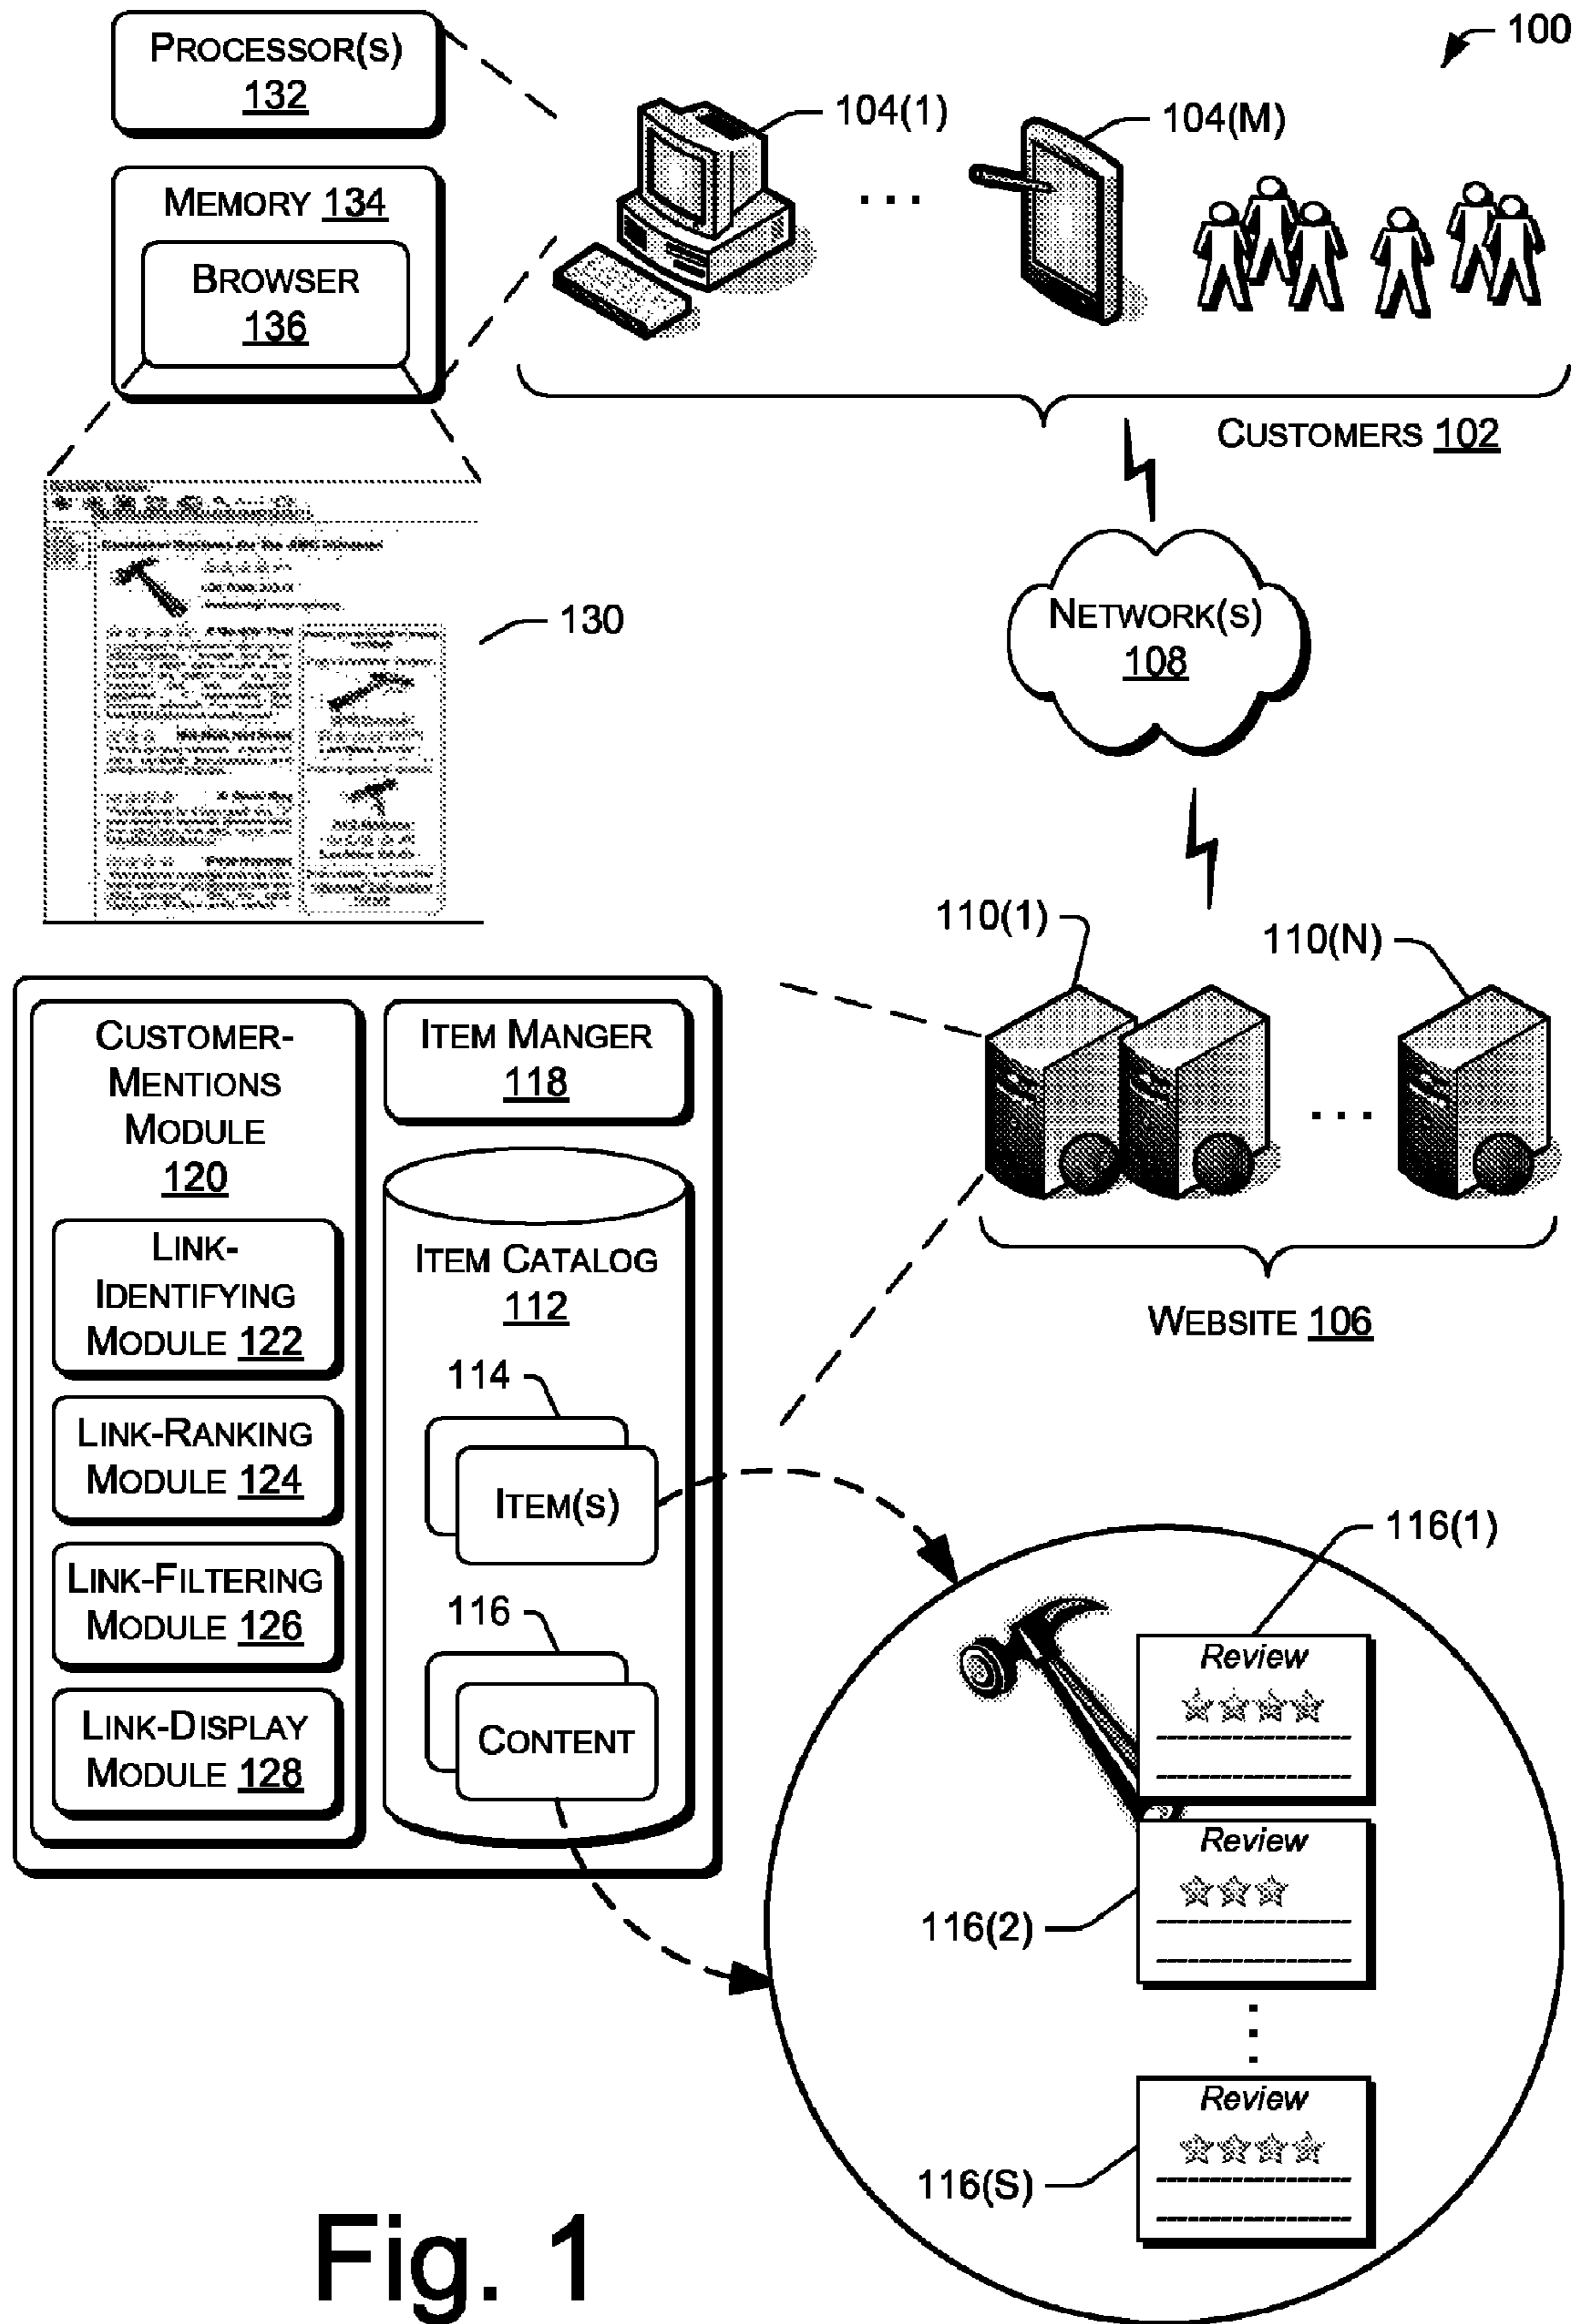 100
PROCESSOR(S)
132
104(1)
104(M)
...
MEMORY 134
BROWSER
136
CUSTOMERS 102
NETWORK(S)
108
130
110(1)
110(N)
...
WEBSITE 106
CUSTOMER-
MENTIONS
MODULE
120
LINK-
IDENTIFYING
MODULE 122
LINK-RANKING
MODULE 124
LINK-FILTERING
MODULE 126
LINK-DISPLAY
MODULE 128
ITEM MANGER
118
ITEM CATALOG
112
114
ITEM(S)
116
CONTENT
116(1)
Review
116(2)
Review
116(S)
Review
Fig. 1